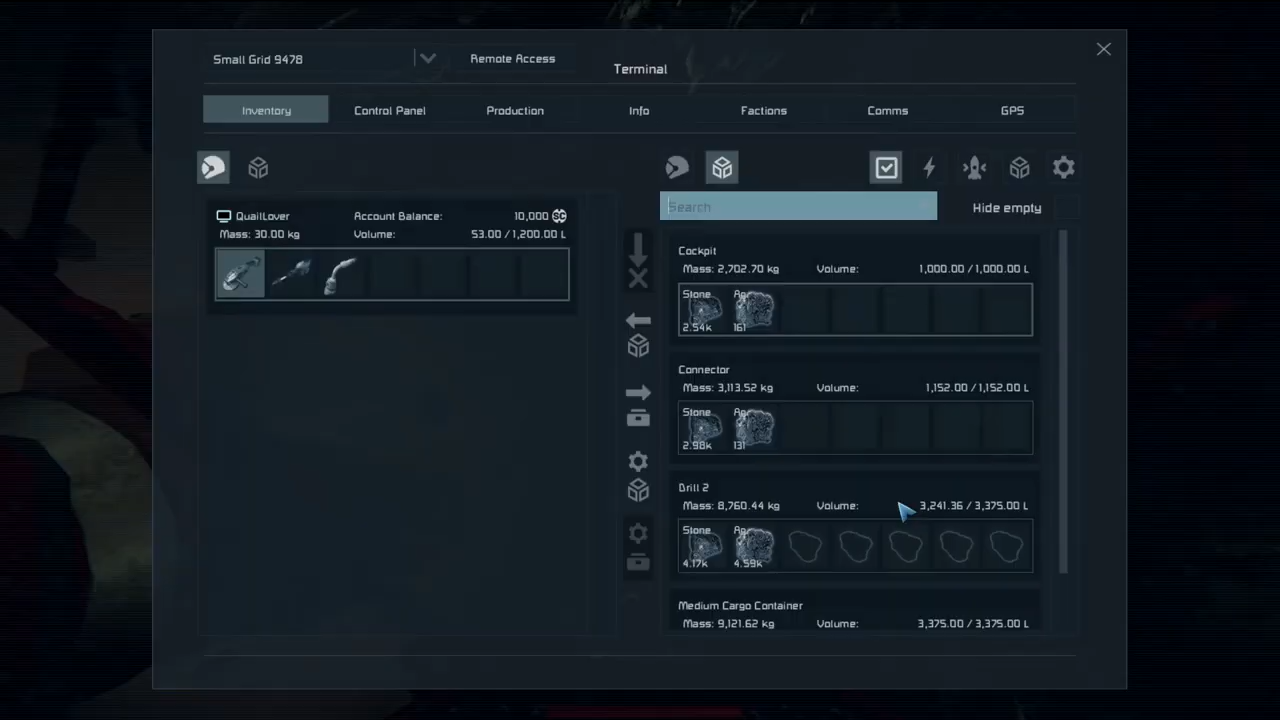 Small Grid 9478
Remote Access
Terminal
Inventory
Control Panel
Production
Info
Factions
Comms
GPS
QuailLover
Account Balance: 10,000 SC
Mass: 30.00 kg
Volume: 53.00 / 1,200.00 L
Search
Hide empty
Cockpit
Mass: 2,702.70 kg Volume: 1,000.00 / 1,000.00 L
Stone Ag
2.54k 161
Connector
Mass: 3,113.52 kg Volume: 1,152.00 / 1,152.00 L
Stone Ag
2.98k 131
Drill 2
Mass: 8,760.44 kg Volume: 3,241.36 / 3,375.00 L
Stone Ag
4.17k 4.59k
Medium Cargo Container
Mass: 9,121.62 kg Volume: 3,375.00 / 3,375.00 L